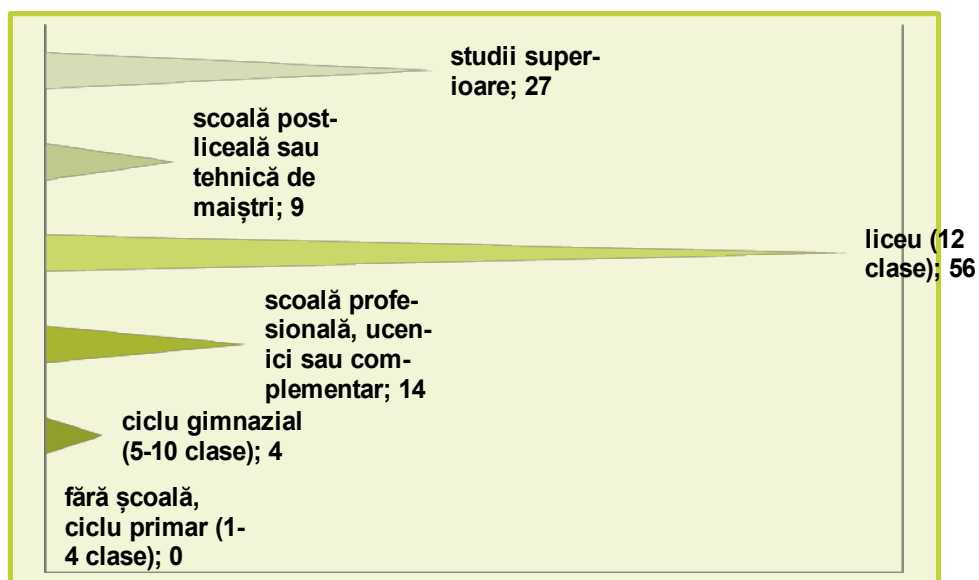 studii super-
ioare; 27
scoală post-
liceală sau
tehnică de
maiștri; 9
liceu (12
clase); 56
scoală profe-
sională, ucen-
ici sau com-
plementar; 14
ciclu gimnazial
(5-10 clase); 4
fără școală,
ciclu primar (1-
4 clase); 0